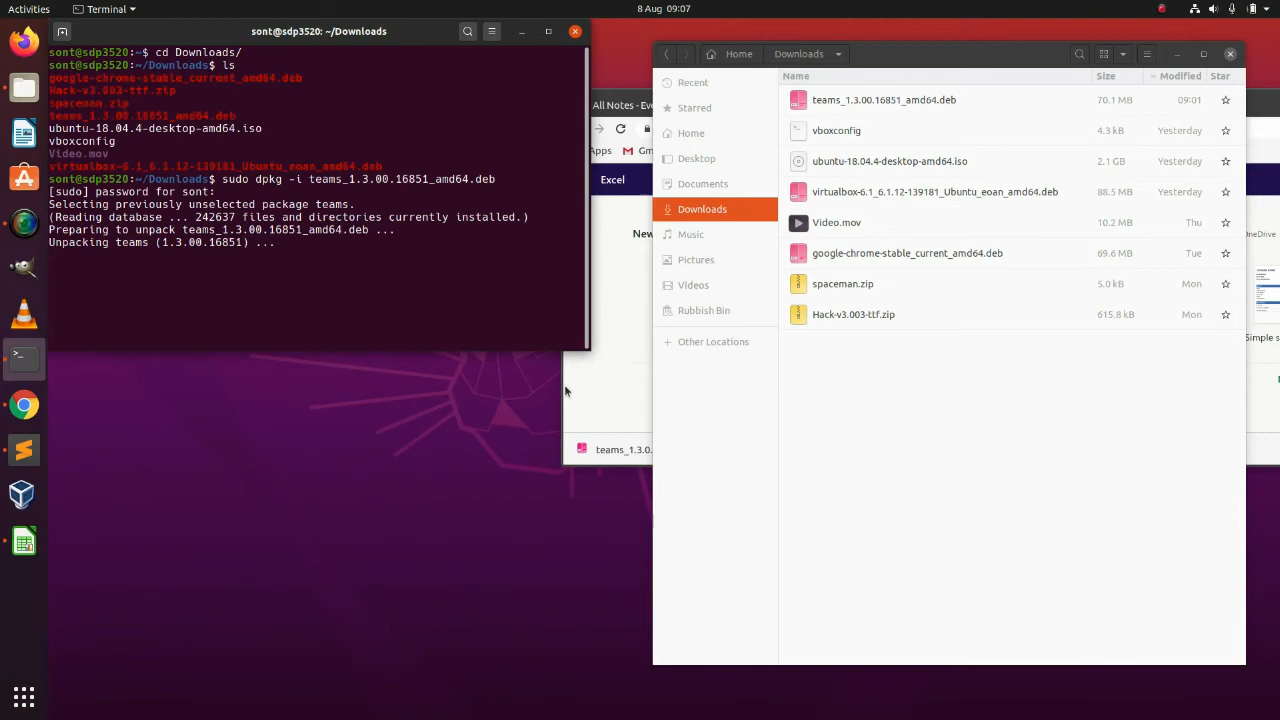 Activities
Terminal
8 Aug 09:07
sont@sdp3520: ~/Downloads
sont@sdp3520:~$ cd Downloads/
sont@sdp3520:~/Downloads$ ls
google-chrome-stable_current_amd64.deb
Hack-v3.003-ttf.zip
spaceman.zip
teams_1.3.00.16851_amd64.deb
ubuntu-18.04.4-desktop-amd64.iso
vboxconfig
Video.mov
virtualbox-6.1_6.1.12-139181_Ubuntu_eoan_amd64.deb
sont@sdp3520:~/Downloads$ sudo dpkg -i teams_1.3.00.16851_amd64.deb
[sudo] password for sont:
Selecting previously unselected package teams.
(Reading database ... 242637 files and directories currently installed.)
Preparing to unpack teams_1.3.00.16851_amd64.deb ...
Unpacking teams (1.3.00.16851) ...
All Notes - Eve
Apps
Gm
Excel
New
teams_1.3.0.
Home
Downloads
Recent
Starred
Home
Desktop
Documents
Downloads
Music
Pictures
Videos
Rubbish Bin
Other Locations
Name Size Modified Star
teams_1.3.00.16851_amd64.deb 70.1 MB 09:01
vboxconfig 4.3 kB Yesterday
ubuntu-18.04.4-desktop-amd64.iso 2.1 GB Yesterday
virtualbox-6.1_6.1.12-139181_Ubuntu_eoan_amd64.deb 88.5 MB Yesterday
Video.mov 10.2 MB Thu
google-chrome-stable_current_amd64.deb 69.6 MB Tue
spaceman.zip 5.0 kB Mon
Hack-v3.003-ttf.zip 615.8 kB Mon
OneDrive
Simple s